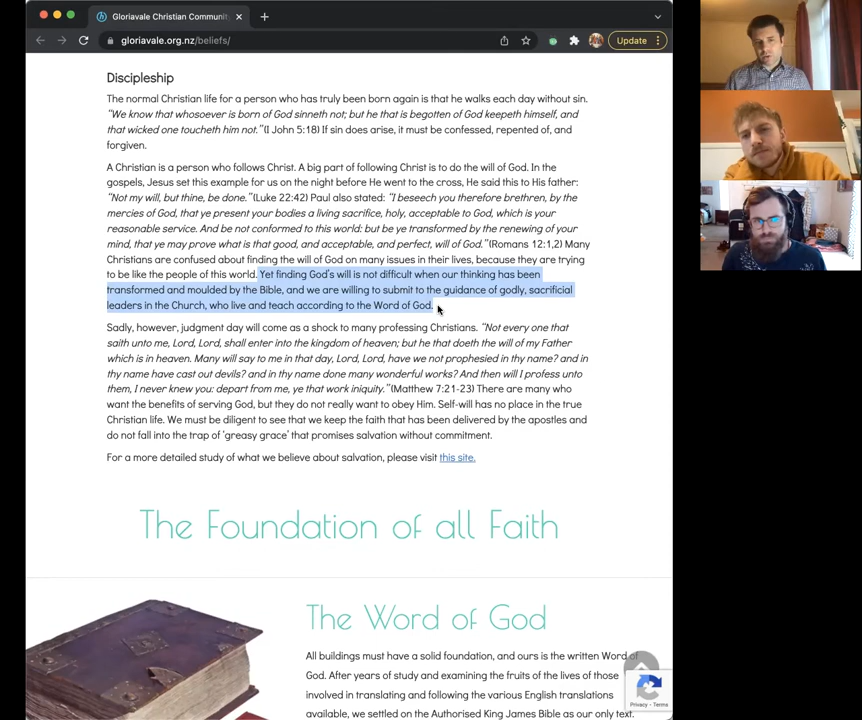 Gloriavale Christian Communit
gloriavale.org.nz/beliefs/
Update
Discipleship
The normal Christian life for a person who has truly been born again is that he walks each day without sin.
“We know that whosoever is born of God sinneth not; but he that is begotten of God keepeth himself, and
that wicked one toucheth him not.”(I John 5:18) If sin does arise, it must be confessed, repented of, and
forgiven.
A Christian is a person who follows Christ. A big part of following Christ is to do the will of God. In the
gospels, Jesus set this example for us on the night before He went to the cross, He said this to His father:
“Not my will, but thine, be done.”(Luke 22:42) Paul also stated: “I beseech you therefore brethren, by the
mercies of God, that ye present your bodies a living sacrifice, holy, acceptable to God, which is your
reasonable service. And be not conformed to this world: but be ye transformed by the renewing of your
mind, that ye may prove what is that good, and acceptable, and perfect, will of God.”(Romans 12:1,2) Many
Christians are confused about finding the will of God on many issues in their lives, because they are trying
to be like the people of this world. Yet finding God’s will is not difficult when our thinking has been
transformed and moulded by the Bible, and we are willing to submit to the guidance of godly, sacrificial
leaders in the Church, who live and teach according to the Word of God.
Sadly, however, judgment day will come as a shock to many professing Christians. “Not every one that
saith unto me, Lord, Lord, shall enter into the kingdom of heaven; but he that doeth the will of my Father
which is in heaven. Many will say to me in that day, Lord, Lord, have we not prophesied in thy name? and in
thy name have cast out devils? and in thy name done many wonderful works? And then will I profess unto
them, I never knew you: depart from me, ye that work iniquity.”(Matthew 7:21-23) There are many who
want the benefits of serving God, but they do not really want to obey Him. Self-will has no place in the true
Christian life. We must be diligent to see that we keep the faith that has been delivered by the apostles and
do not fall into the trap of ‘greasy grace’ that promises salvation without commitment.
For a more detailed study of what we believe about salvation, please visit this site.
The Foundation of all Faith
The Word of God
All buildings must have a solid foundation, and ours is the written Word of
God. After years of study and examining the fruits of the lives of those
involved in translating and following the various English translations
available, we settled on the Authorised King James Bible as our only text.
Privacy - Terms